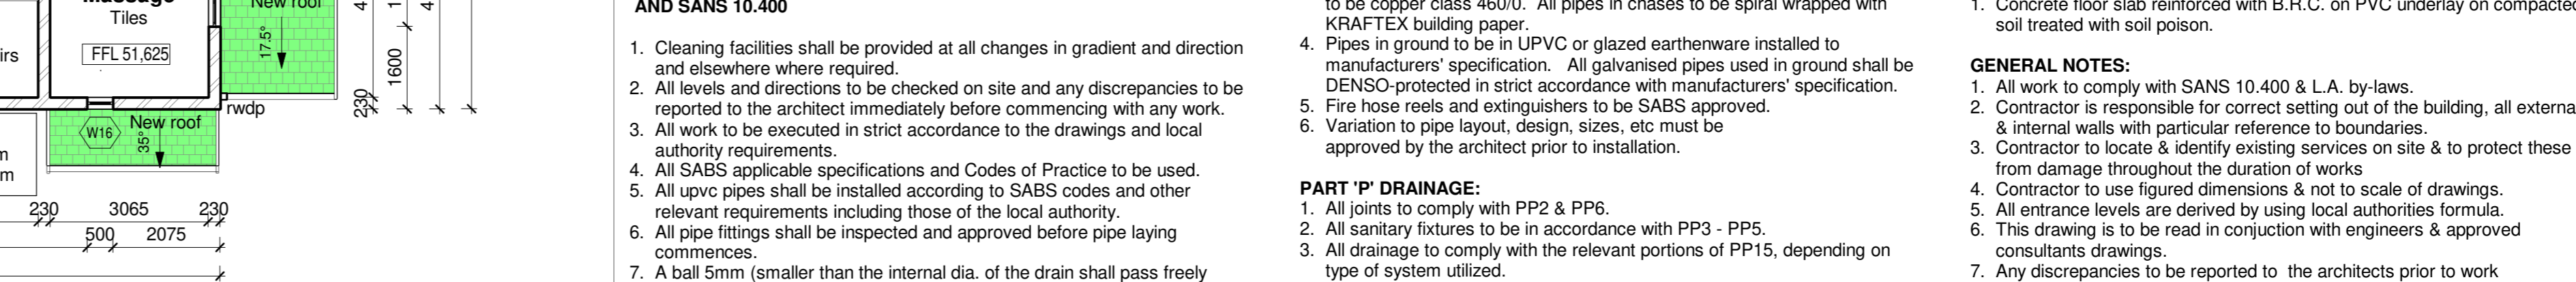 Massage
Tiles
FFL 51,625
irs
New roof
17.5°
4
1
4
1600
230
rwdp
W16
New roof
35°
m
m
230 3065 230
500 2075
AND SANS 10.400
1. Cleaning facilities shall be provided at all changes in gradient and direction
and elsewhere where required.
2. All levels and directions to be checked on site and any discrepancies to be
reported to the architect immediately before commencing with any work.
3. All work to be executed in strict accordance to the drawings and local
authority requirements.
4. All SABS applicable specifications and Codes of Practice to be used.
5. All upvc pipes shall be installed according to SABS codes and other
relevant requirements including those of the local authority.
6. All pipe fittings shall be inspected and approved before pipe laying
commences.
7. A ball 5mm (smaller than the internal dia. of the drain shall pass freely
to be copper class 460/0. All pipes in chases to be spiral wrapped with
KRAFTEX building paper.
4. Pipes in ground to be in UPVC or glazed earthenware installed to
manufacturers' specification. All galvanised pipes used in ground shall be
DENSO-protected in strict accordance with manufacturers' specification.
5. Fire hose reels and extinguishers to be SABS approved.
6. Variation to pipe layout, design, sizes, etc must be
approved by the architect prior to installation.
PART 'P' DRAINAGE:
1. All joints to comply with PP2 & PP6.
2. All sanitary fixtures to be in accordance with PP3 - PP5.
3. All drainage to comply with the relevant portions of PP15, depending on
type of system utilized.
1. Concrete floor slab reinforced with B.R.C. on PVC underlay on compacted
soil treated with soil poison.
GENERAL NOTES:
1. All work to comply with SANS 10.400 & L.A. by-laws.
2. Contractor is responsible for correct setting out of the building, all externa
& internal walls with particular reference to boundaries.
3. Contractor to locate & identify existing services on site & to protect these
from damage throughout the duration of works
4. Contractor to use figured dimensions & not to scale of drawings.
5. All entrance levels are derived by using local authorities formula.
6. This drawing is to be read in conjuction with engineers & approved
consultants drawings.
7. Any discrepancies to be reported to the architects prior to work